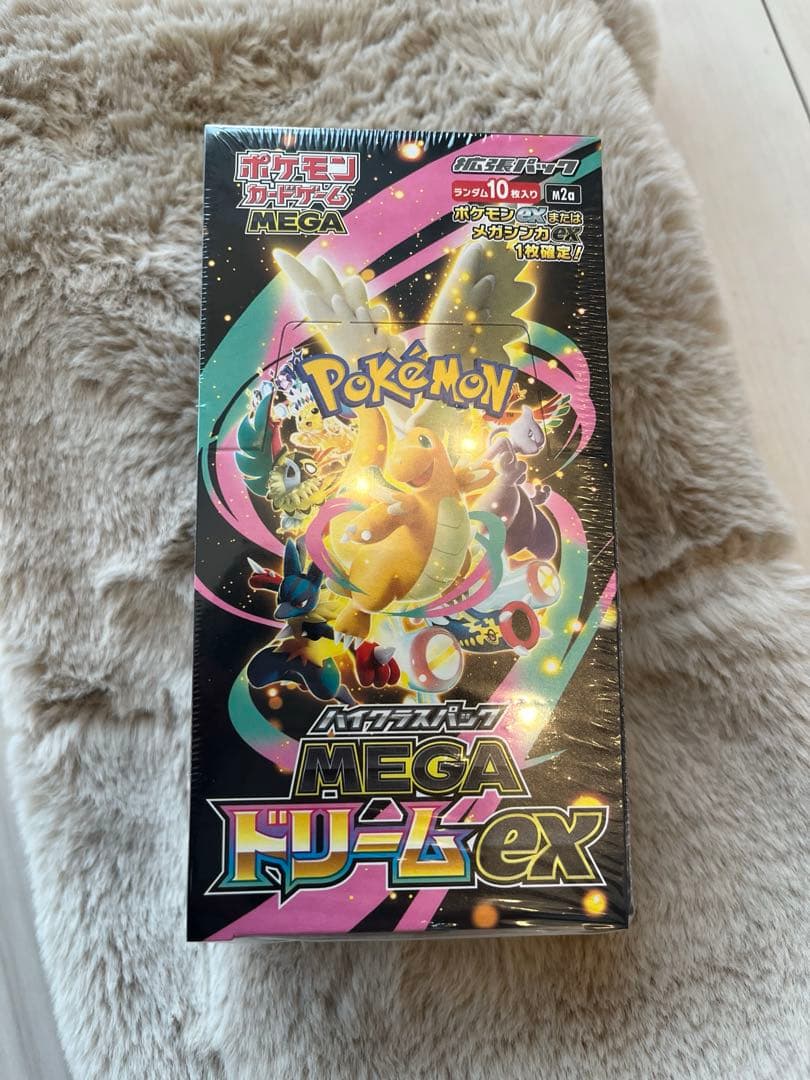 ポケモン
カードゲーム
MEGA
拡張パック
ランダム10枚入り
M2a
ポケモンexまたは
メガシンカex
1枚確定!
POKéMON
TM
ハイクラスパック
MEGA
ドリームex